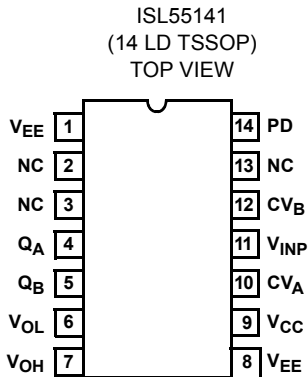 ISL55141
(14 LD TSSOP)
TOP VIEW
VEE 1 14 PD
NC 2 13 NC
NC 3 12 CVB
QA 4 11 VINP
QB 5 10 CVA
VOL 6 9 VCC
VOH 7 8 VEE